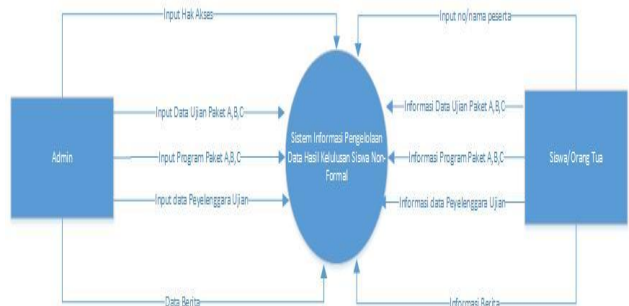 Input Hak Akses
Input no/nama peserta
Input Data Ujian Paket A,B,C
Informasi Data Ujian Paket A,B,C
Admin
Input Program Paket A,B,C
Sistem Informasi Pengelolaan
Data Hasil Kelulusan Siswa Non-
Formal
Informasi Program Paket A,B,C
Siswa/Orang Tua
Input data Peyelenggara Ujian
Informasi data Peyelenggara Ujian
Data Berita
Informasi Berita